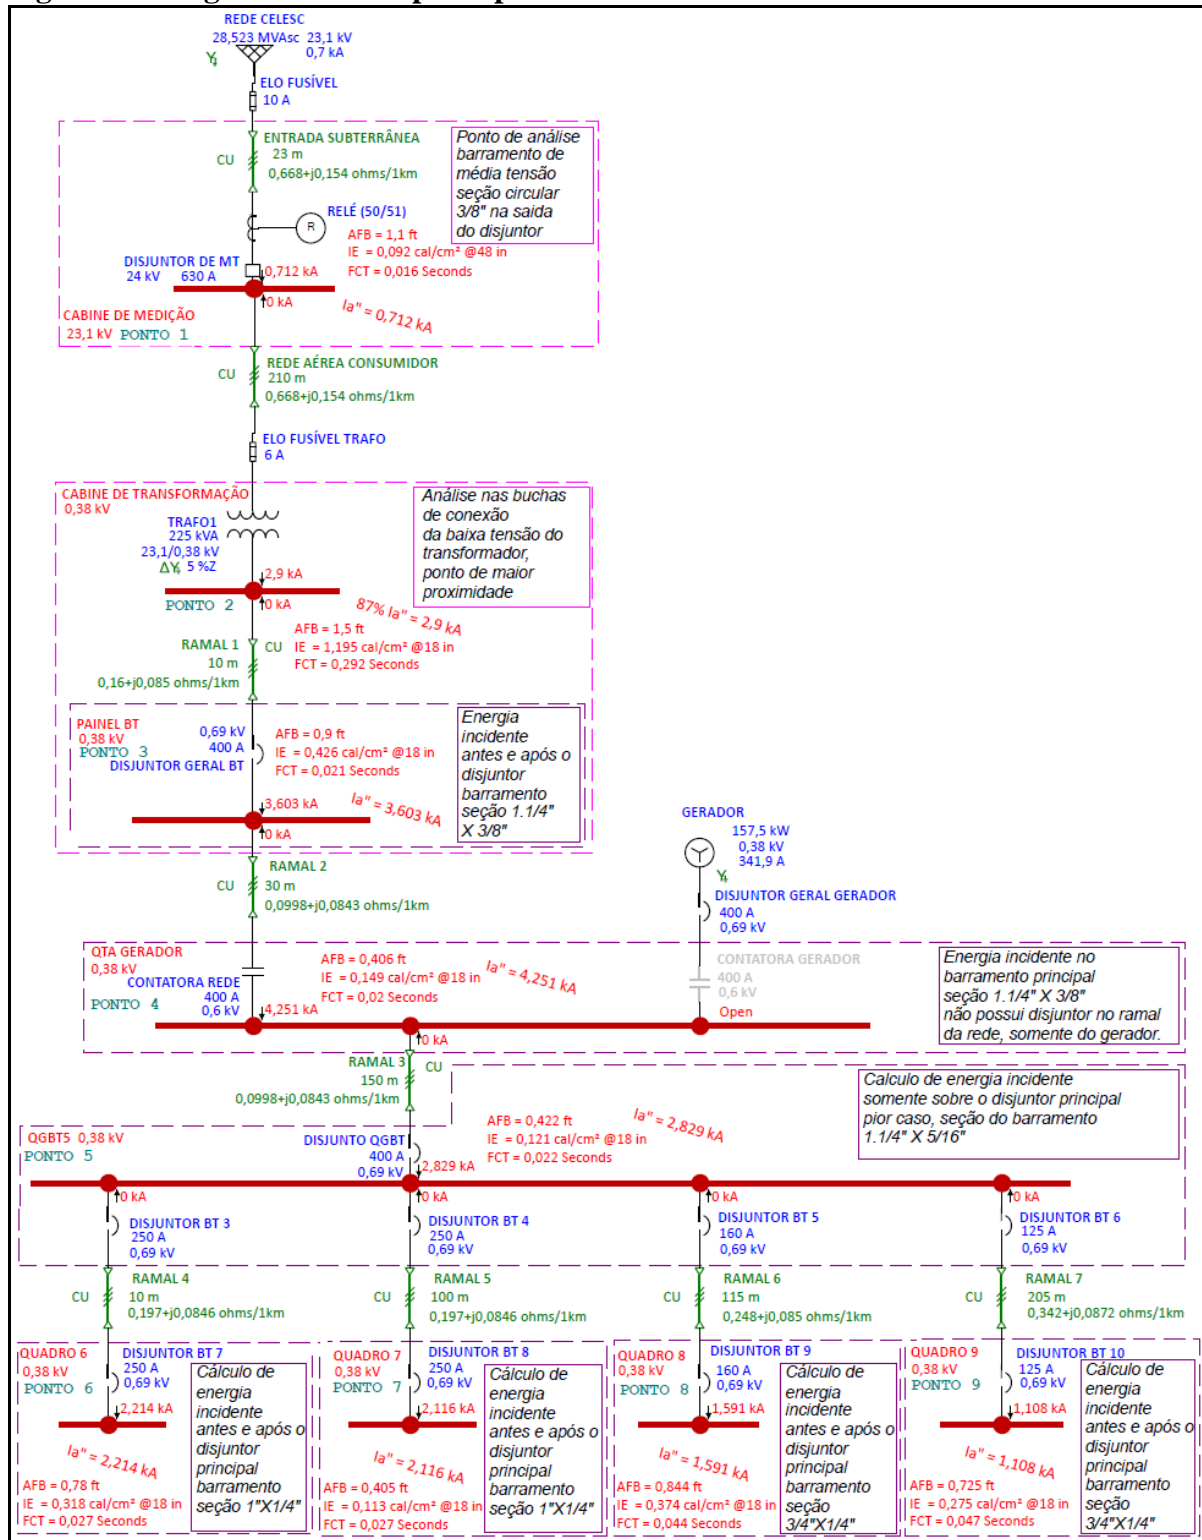 REDE CELESC
28,523 MVAsc 23,1 kV
0,7 kA
ELO FUSÍVEL
10 A
ENTRADA SUBTERRÂNEA
CU
23 m
0,668+j0,154 ohms/1km
Ponto de análise
barramento de
média tensão
seção circular
3/8" na saida
do disjuntor
RELÉ (50/51)
R
AFB = 1,1 ft
IE = 0,092 cal/cm² @48 in
FCT = 0,016 Seconds
DISJUNTOR DE MT
24 kV 630 A
0,712 kA
0 kA
Ia" = 0,712 kA
CABINE DE MEDIÇÃO
23,1 kV PONTO 1
REDE AÉREA CONSUMIDOR
CU
210 m
0,668+j0,154 ohms/1km
ELO FUSÍVEL TRAFO
6 A
CABINE DE TRANSFORMAÇÃO
0,38 kV
TRAFO1
225 kVA
23,1/0,38 kV
5 %Z
Análise nas buchas
de conexão
da baixa tensão do
transformador,
ponto de maior
proximidade
2,9 kA
PONTO 2
0 kA
87% Ia" = 2,9 kA
AFB = 1,5 ft
IE = 1,195 cal/cm² @18 in
FCT = 0,292 Seconds
RAMAL 1
CU
10 m
0,16+j0,085 ohms/1km
PAINEL BT
0,38 kV
PONTO 3
0,69 kV
400 A
DISJUNTOR GERAL BT
AFB = 0,9 ft
IE = 0,426 cal/cm² @18 in
FCT = 0,021 Seconds
Energia
incidente
antes e após o
disjuntor
barramento
seção 1.1/4"
X 3/8"
3,603 kA
0 kA
Ia" = 3,603 kA
GERADOR
157,5 kW
0,38 kV
341,9 A
RAMAL 2
CU
30 m
0,0998+j0,0843 ohms/1km
DISJUNTOR GERAL GERADOR
400 A
0,69 kV
QTA GERADOR
0,38 kV
CONTATORA REDE
400 A
0,6 kV
PONTO 4
4,251 kA
AFB = 0,406 ft
IE = 0,149 cal/cm² @18 in
FCT = 0,02 Seconds
Ia" = 4,251 kA
CONTATORA GERADOR
400 A
0,6 kV
Open
Energia incidente no
barramento principal
seção 1.1/4" X 3/8"
não possui disjuntor no ramal
da rede, somente do gerador.
0 kA
RAMAL 3
CU
150 m
0,0998+j0,0843 ohms/1km
Calculo de energia incidente
somente sobre o disjuntor principal
pior caso, seção do barramento
1.1/4" X 5/16"
QGBT5 0,38 kV
PONTO 5
DISJUNTO QGBT
400 A
0,69 kV
AFB = 0,422 ft
IE = 0,121 cal/cm² @18 in
FCT = 0,022 Seconds
Ia" = 2,829 kA
2,829 kA
0 kA
0 kA
0 kA
0 kA
DISJUNTOR BT 3
250 A
0,69 kV
DISJUNTOR BT 4
250 A
0,69 kV
DISJUNTOR BT 5
160 A
0,69 kV
DISJUNTOR BT 6
125 A
0,69 kV
RAMAL 4
CU
10 m
0,197+j0,0846 ohms/1km
RAMAL 5
CU
100 m
0,197+j0,0846 ohms/1km
RAMAL 6
CU
115 m
0,248+j0,085 ohms/1km
RAMAL 7
CU
205 m
0,342+j0,0872 ohms/1km
QUADRO 6
0,38 kV
PONTO 6
DISJUNTOR BT 7
250 A
0,69 kV
2,214 kA
Ia" = 2,214 kA
AFB = 0,78 ft
IE = 0,318 cal/cm² @18 in
FCT = 0,027 Seconds
Cálculo de
energia
incidente
antes e após o
disjuntor
principal
barramento
seção 1"X1/4"
QUADRO 7
0,38 kV
PONTO 7
DISJUNTOR BT 8
250 A
0,69 kV
2,116 kA
Ia" = 2,116 kA
AFB = 0,405 ft
IE = 0,113 cal/cm² @18 in
FCT = 0,027 Seconds
Cálculo de
energia
incidente
antes e após o
disjuntor
principal
barramento
seção 1"X1/4"
QUADRO 8
0,38 kV
PONTO 8
DISJUNTOR BT 9
160 A
0,69 kV
1,591 kA
Ia" = 1,591 kA
AFB = 0,844 ft
IE = 0,374 cal/cm² @18 in
FCT = 0,044 Seconds
Cálculo de
energia
incidente
antes e após o
disjuntor
principal
barramento
seção
3/4"X1/4"
QUADRO 9
0,38 kV
PONTO 9
DISJUNTOR BT 10
125 A
0,69 kV
1,108 kA
Ia" = 1,108 kA
AFB = 0,725 ft
IE = 0,275 cal/cm² @18 in
FCT = 0,047 Seconds
Cálculo de
energia
incidente
antes e após o
disjuntor
principal
barramento
seção
3/4"X1/4"